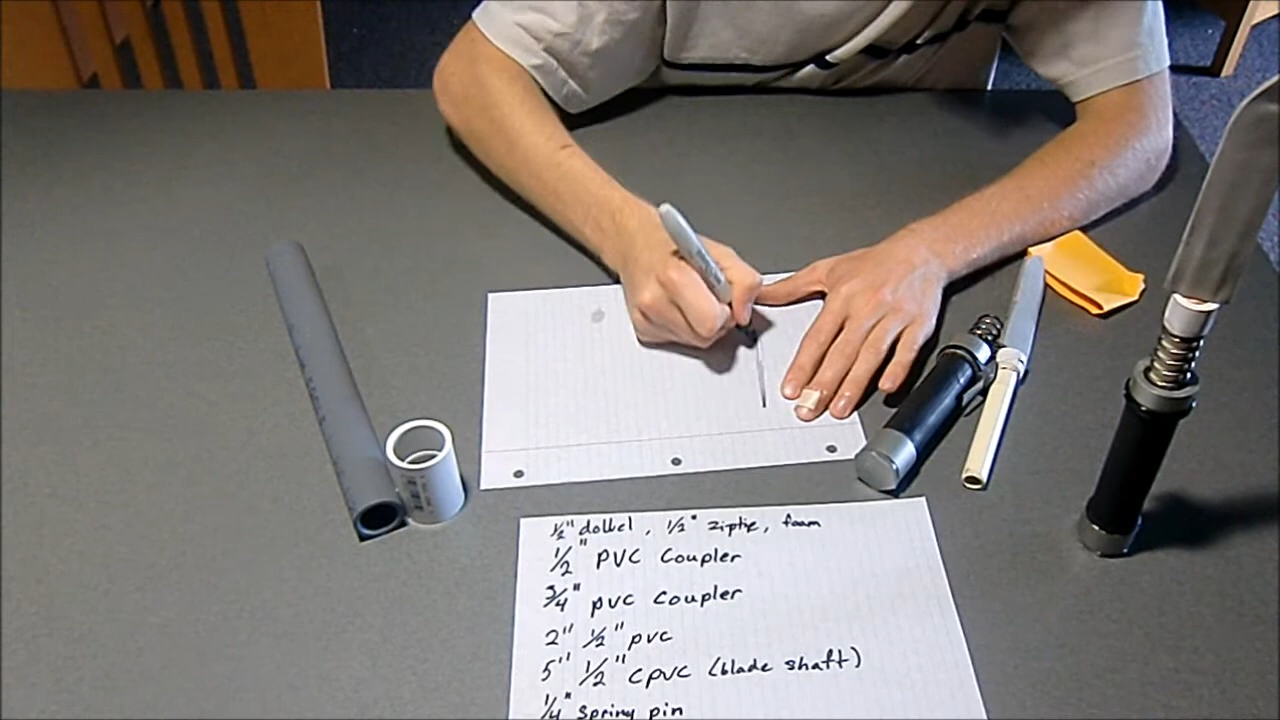 1/2" dollel, 1/2" ziptie, foam
1/2" PVC Coupler
3/4" PVC Coupler
2" 1/2" PVC
5" 1/2" CPVC (blade shaft)
1/4" Spring pin